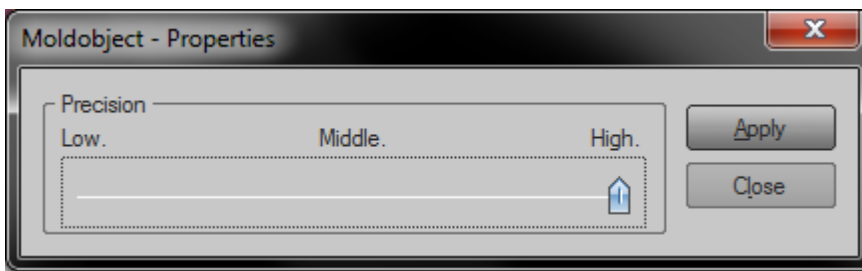 Moldobject - Properties
Precision
Low. Middle. High.
Apply
Close